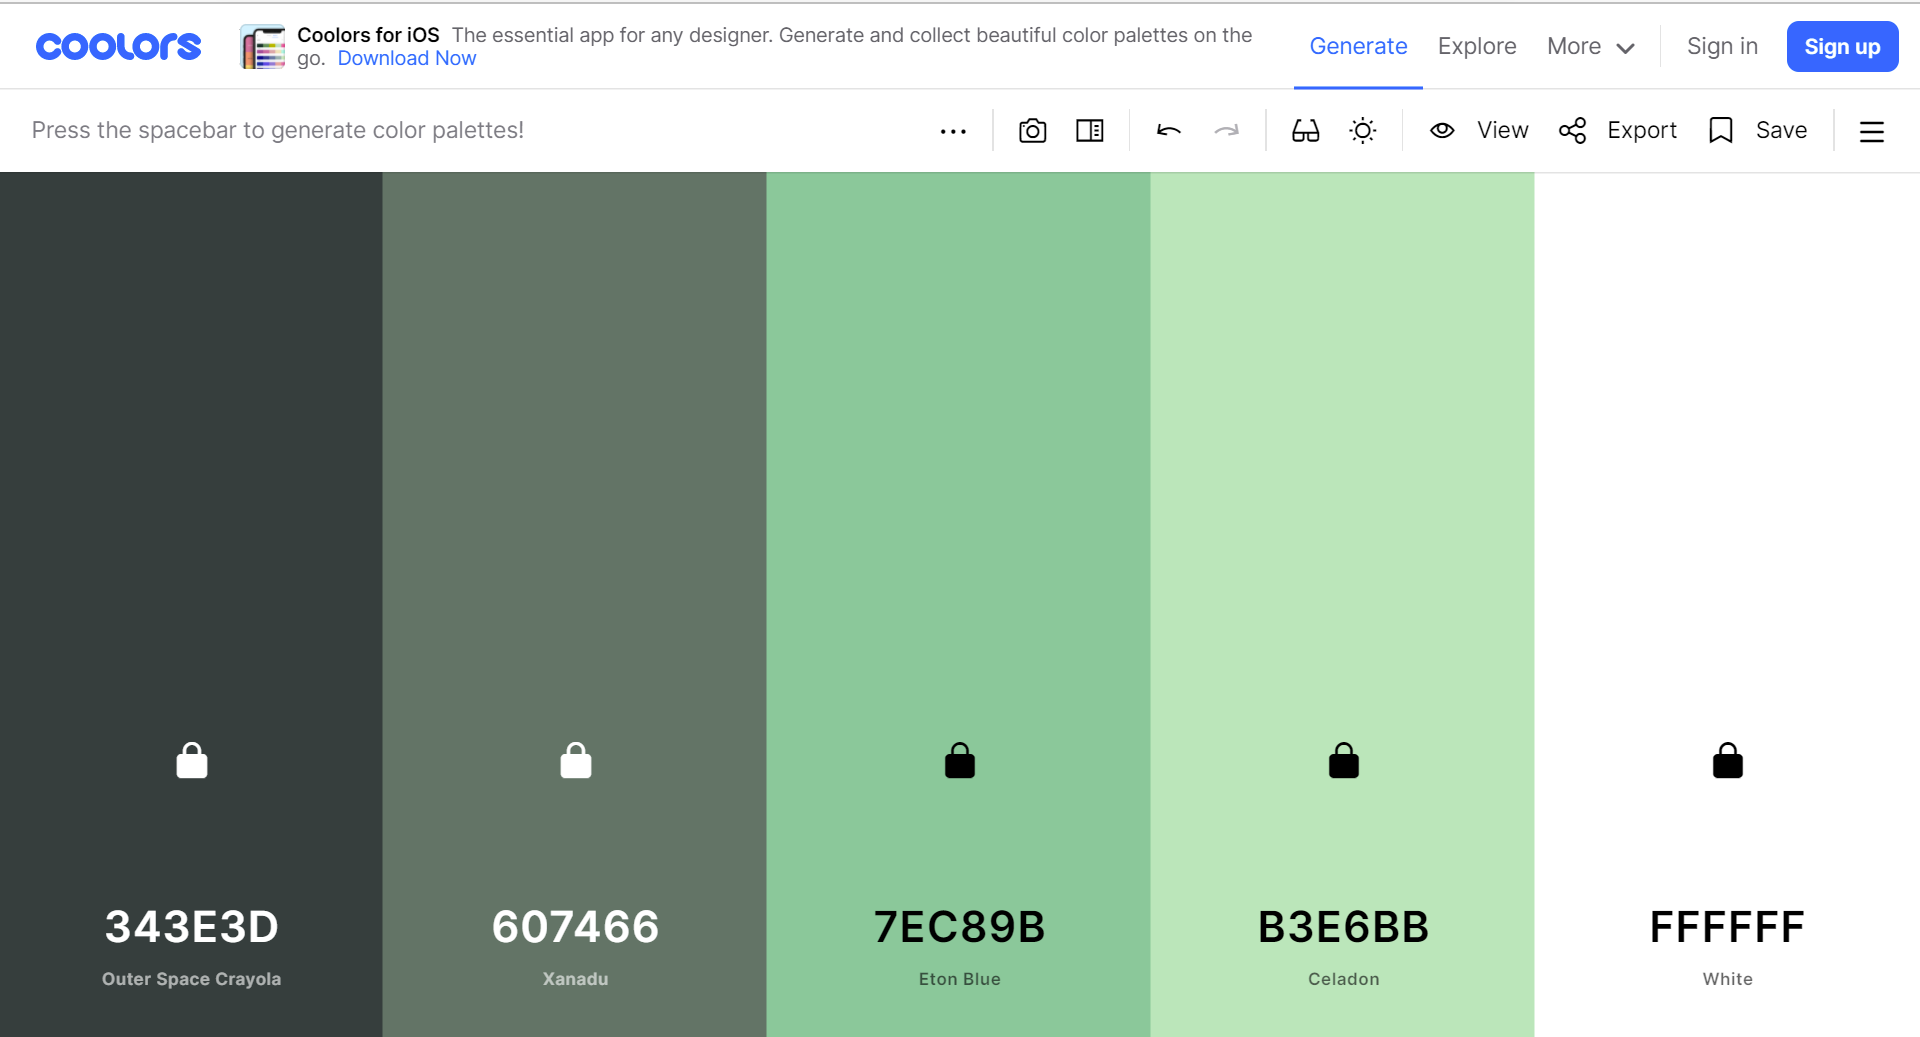 coolors
Coolors for iOS The essential app for any designer. Generate and collect beautiful color palettes on the
go. Download Now
Generate Explore More Sign in Sign up
Press the spacebar to generate color palettes!
View Export Save
343E3D 607466 7EC89B B3E6BB FFFFFF
Outer Space Crayola Xanadu Eton Blue Celadon White